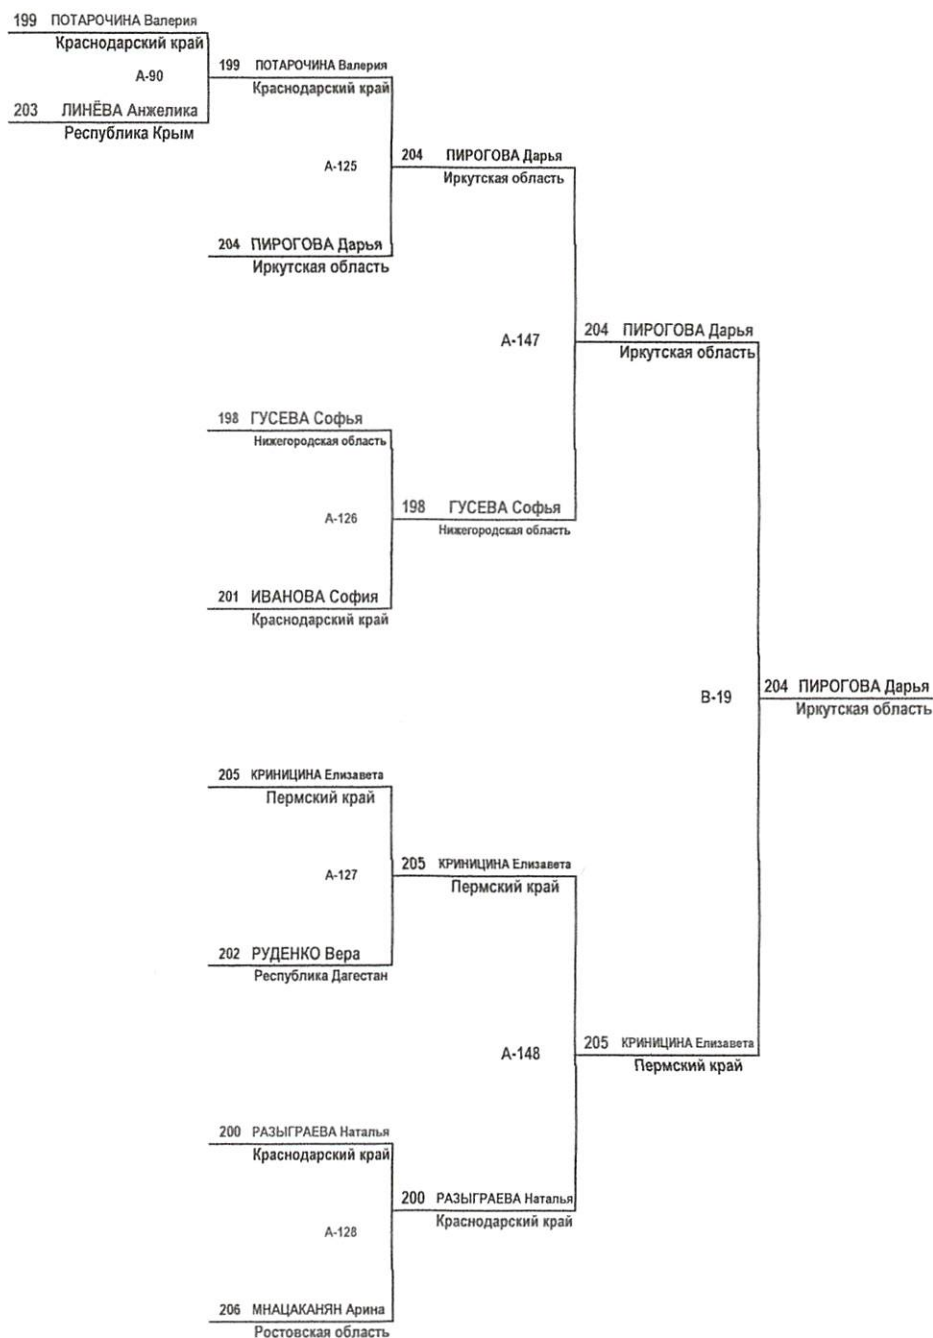 199 ПОТАРОЧИНА Валерия
Краснодарский край
А-90
203 ЛИНЁВА Анжелика
Республика Крым
199 ПОТАРОЧИНА Валерия
Краснодарский край
А-125
204 ПИРОГОВА Дарья
Иркутская область
204 ПИРОГОВА Дарья
Иркутская область
А-147
198 ГУСЕВА Софья
Нижегородская область
А-126
201 ИВАНОВА София
Краснодарский край
198 ГУСЕВА Софья
Нижегородская область
204 ПИРОГОВА Дарья
Иркутская область
В-19
204 ПИРОГОВА Дарья
Иркутская область
205 КРИНИЦИНА Елизавета
Пермский край
А-127
202 РУДЕНКО Вера
Республика Дагестан
205 КРИНИЦИНА Елизавета
Пермский край
А-148
205 КРИНИЦИНА Елизавета
Пермский край
200 РАЗЫГРАЕВА Наталья
Краснодарский край
А-128
206 МНАЦАКАНЯН Арина
Ростовская область
200 РАЗЫГРАЕВА Наталья
Краснодарский край